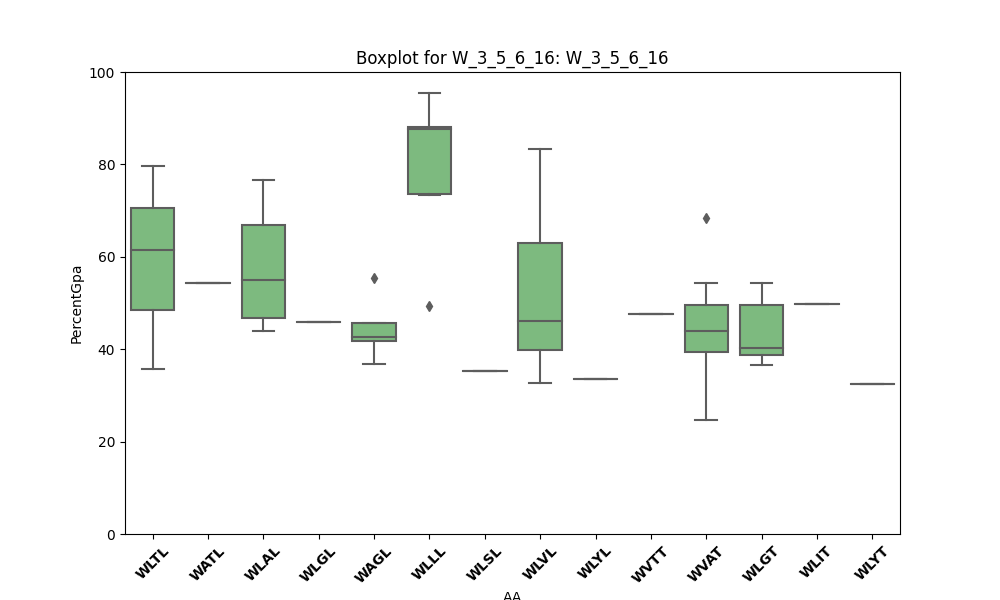 Boxplot for W_3_5_6_16: W_3_5_6_16
100
80
60
40
20
0
PercentGpa
WLTL
WATL
WLAL
WLGL
WAGL
WLLL
WLSL
WLVL
WLYL
WVTT
WVAT
WLGT
WLIT
WLYT
AA